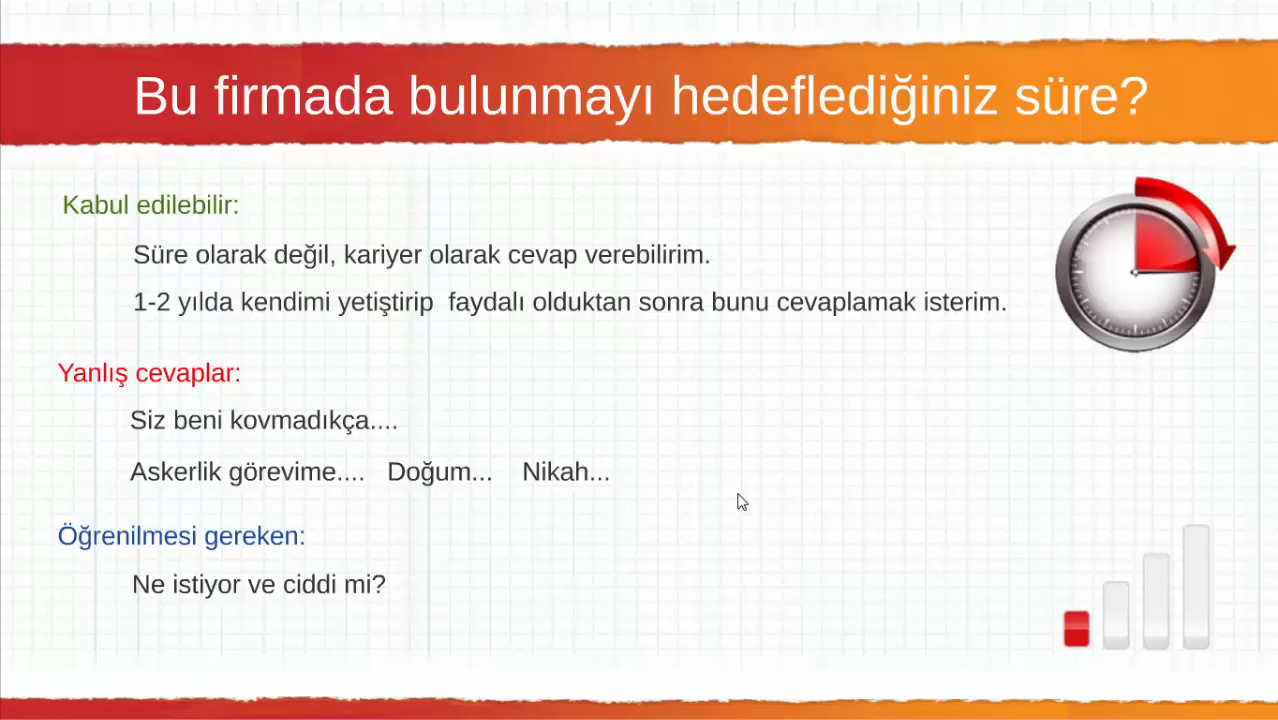 Bu firmada bulunmayı hedeflediğiniz süre?
Kabul edilebilir:
Süre olarak değil, kariyer olarak cevap verebilirim.
1-2 yılda kendimi yetiştirip  faydalı olduktan sonra bunu cevaplamak isterim.
Yanlış cevaplar:
Siz beni kovmadıkça....
Askerlik görevime....   Doğum...    Nikah...
Öğrenilmesi gereken:
Ne istiyor ve ciddi mi?